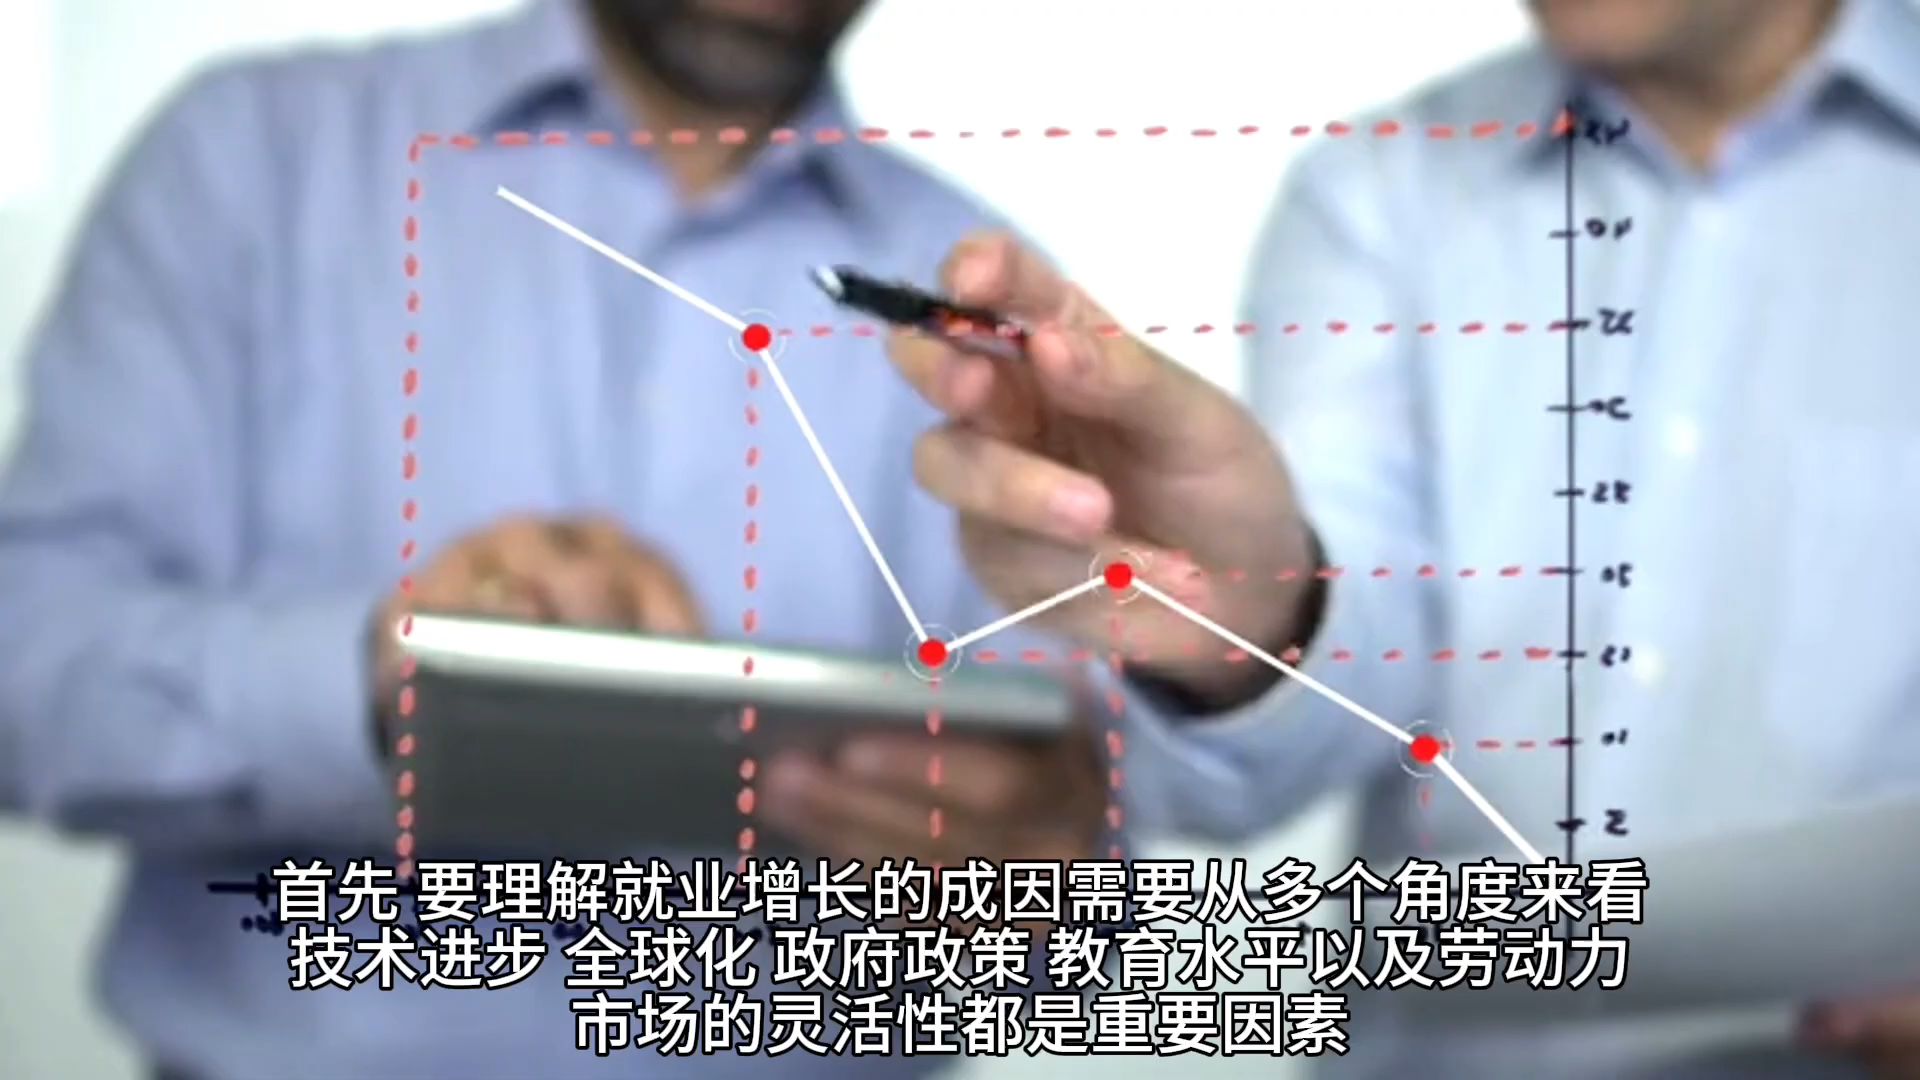 首先 要理解就业增长的成因需要从多个角度来看
技术进步 全球化 政府政策 教育水平以及劳动力
市场的灵活性都是重要因素